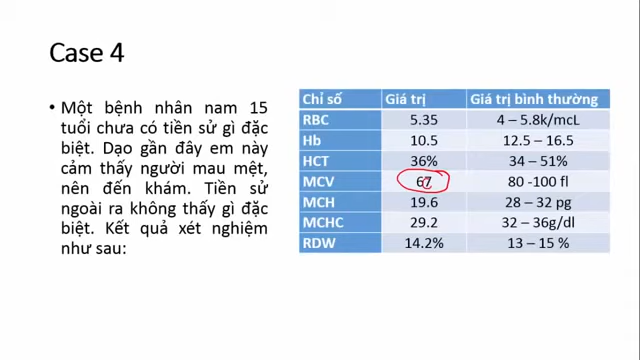 Case 4
• Một bệnh nhân nam 15
tuổi chưa có tiền sử gì đặc
biệt. Dạo gần đây em này
cảm thấy người mau mệt,
nên đến khám. Tiền sử
ngoài ra không thấy gì đặc
biệt. Kết quả xét nghiệm
như sau:
Chỉ số Giá trị Giá trị bình thường
RBC 5.35 4 – 5.8k/mcL
Hb 10.5 12.5 - 16.5
HCT 36% 34 – 51%
MCV 67 80 -100 fl
MCH 19.6 28 – 32 pg
MCHC 29.2 32 – 36g/dl
RDW 14.2% 13 – 15 %